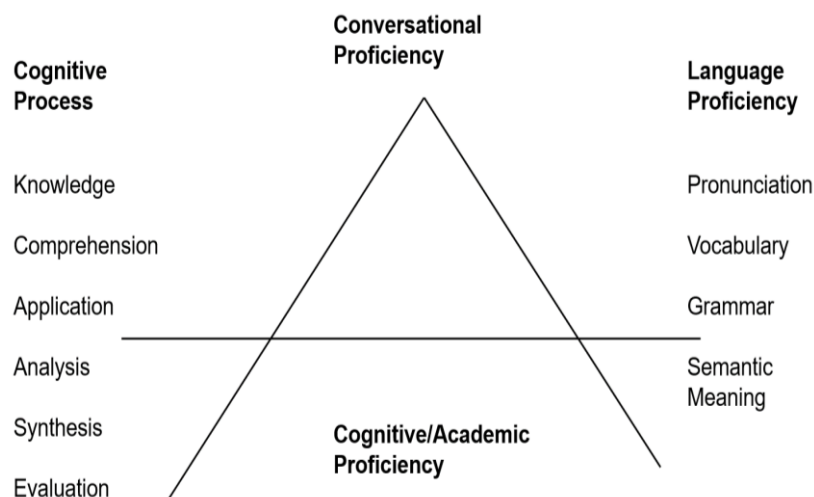 Conversational
Proficiency
Cognitive
Process
Language
Proficiency
Knowledge
Pronunciation
Comprehension
Vocabulary
Application
Grammar
Analysis
Semantic
Meaning
Synthesis
Cognitive/Academic
Proficiency
Evaluation